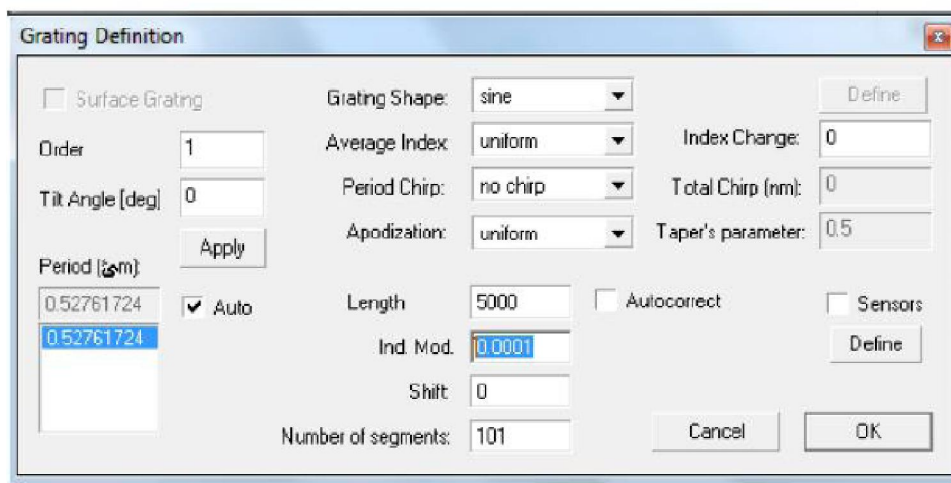 Grating Definition
Surface Grating
Grating Shape: sine
Define
Order 1
Average Index: uniform
Index Change: 0
Tilt Angle [deg] 0
Period Chirp: no chirp
Total Chirp (nm): 0
Apply
Apodization: uniform
Taper's parameter: 0.5
0.52761724
Auto
Length 5000
Autocorrect
Sensors
0.52761724
Ind. Mod. 0.0001
Define
Shift: 0
Number of segments: 101
Cancel
OK